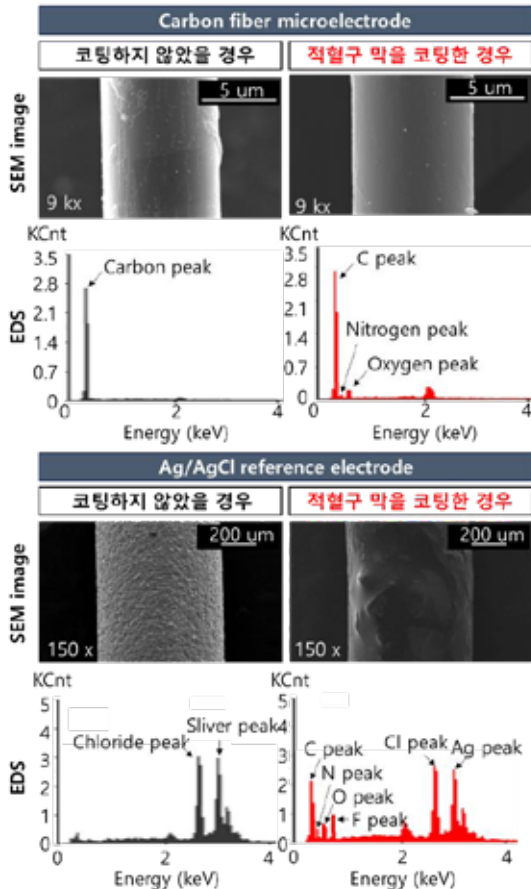 Carbon fiber microelectrode
코팅하지 않았을 경우
적혈구 막을 코팅한 경우
SEM image
5 um
9 kx
5 um
9 kx
EDS
KCnt
3.5
2.8
2.1
1.4
0.7
0
Carbon peak
0 2 4
Energy (keV)
KCnt
3.5
2.8
2.1
1.4
0.7
0
C peak
Nitrogen peak
Oxygen peak
0 2 4
Energy (keV)
Ag/AgCl reference electrode
코팅하지 않았을 경우
적혈구 막을 코팅한 경우
SEM image
200 um
150 x
200 um
150 x
EDS
KCnt
5
4
3
2
1
0
Sliver peak
Chloride peak
0 2 4
Energy (keV)
KCnt
5
4
3
2
1
0
Cl peak
C peak
Ag peak
N peak
O peak
F peak
2 4
Energy (keV)